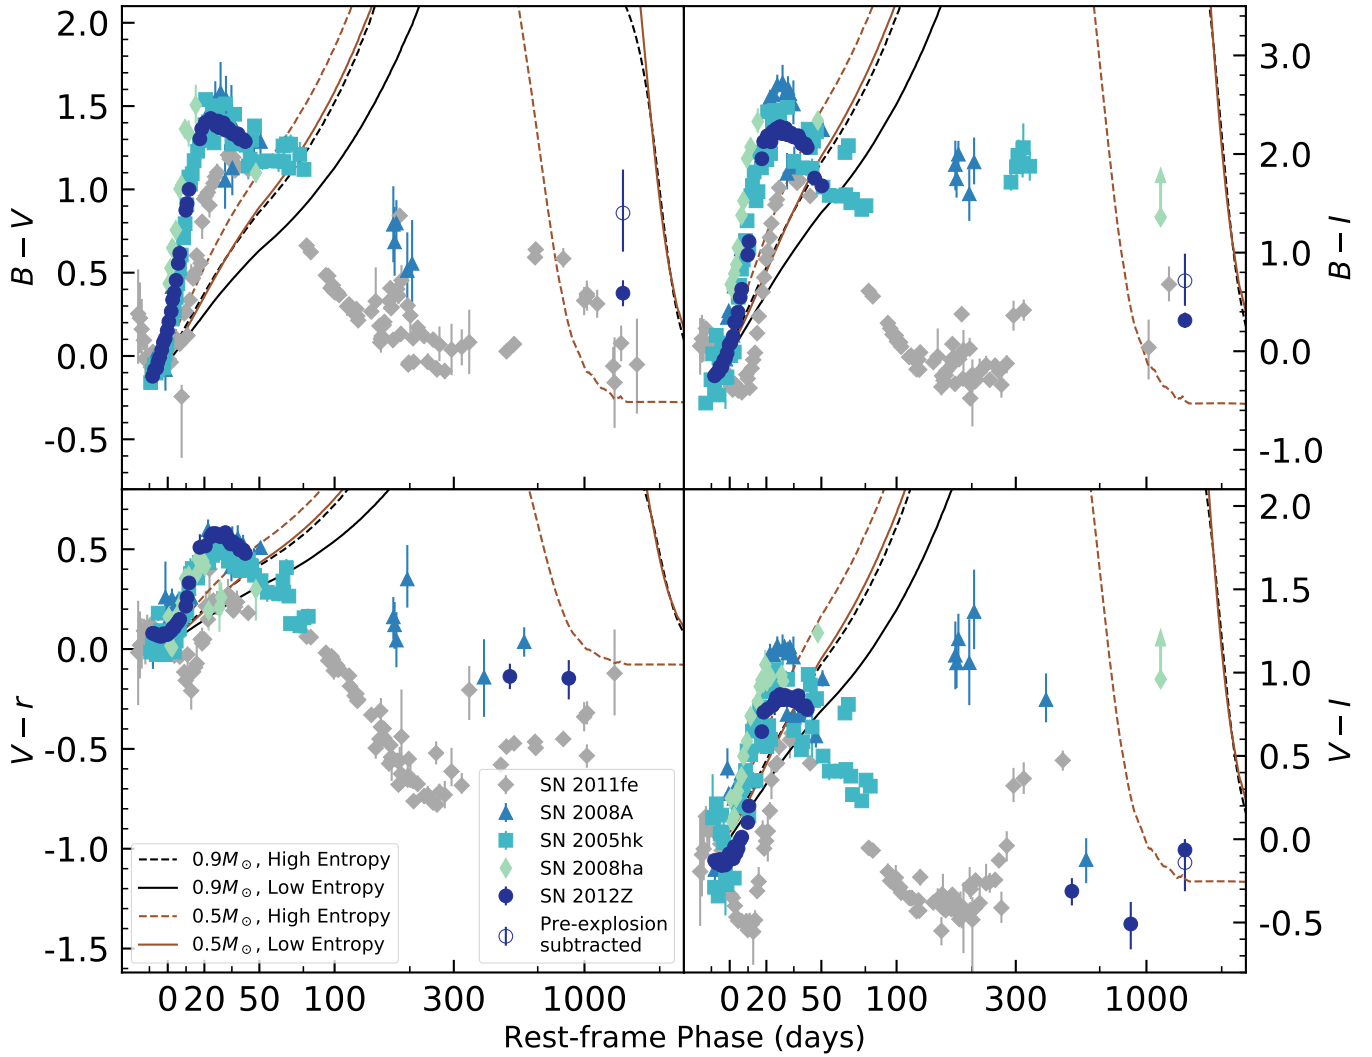 2.0
1.5
1.0
0.5
0.0
-0.5
B − V
3.0
2.0
1.0
0.0
-1.0
B − I
0.5
0.0
-0.5
-1.0
-1.5
V − r
2.0
1.5
1.0
0.5
0.0
-0.5
V − I
0.9M⊙, High Entropy
0.9M⊙, Low Entropy
0.5M⊙, High Entropy
0.5M⊙, Low Entropy
SN 2011fe
SN 2008A
SN 2005hk
SN 2008ha
SN 2012Z
Pre-explosion
subtracted
0 20 50 100 300 1000
0 20 50 100 300 1000
Rest-frame Phase (days)